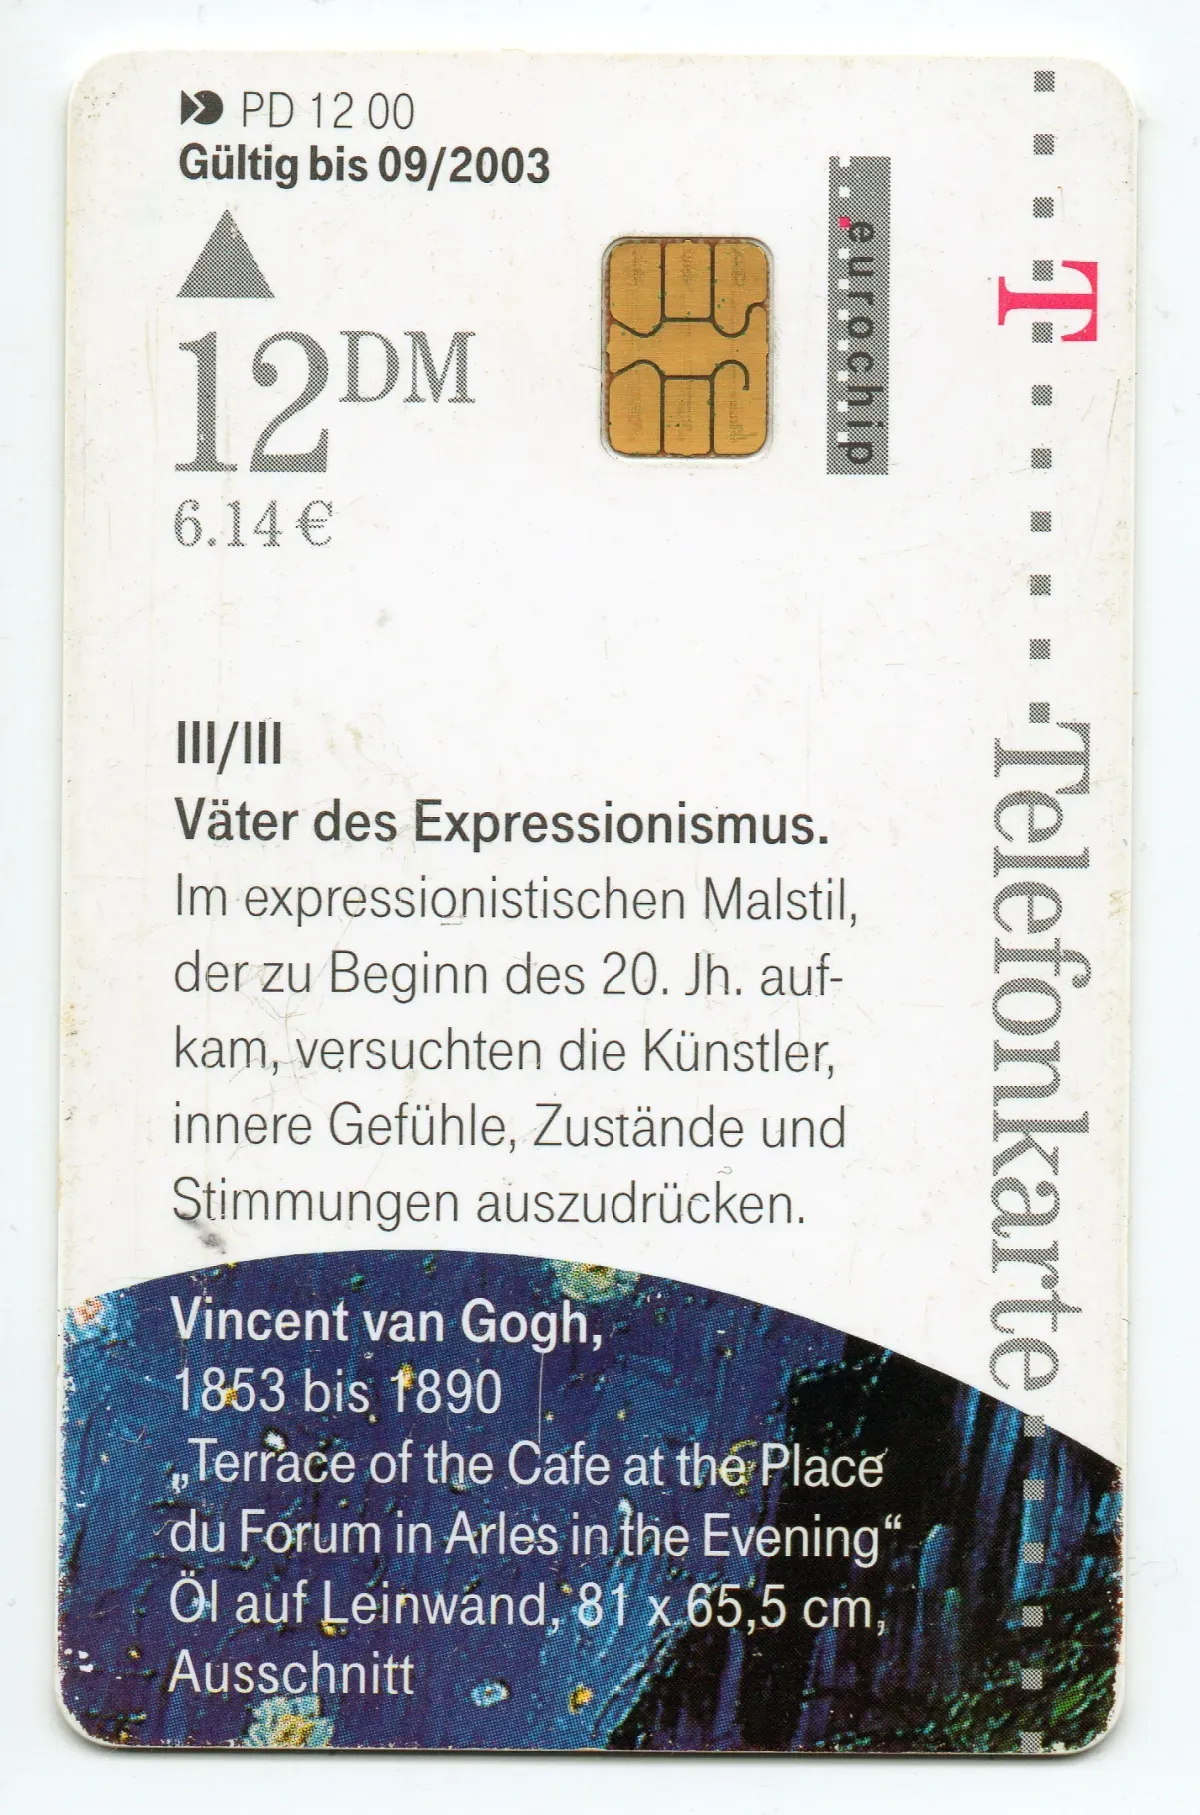 PD 12 00
Gültig bis 09/2003
12 DM
6.14 €
eurochip
T
Telefonkarte
III/III
Väter des Expressionismus.
Im expressionistischen Malstil,
der zu Beginn des 20. Jh. auf-
kam, versuchten die Künstler,
innere Gefühle, Zustände und
Stimmungen auszudrücken.
Vincent van Gogh,
1853 bis 1890
„Terrace of the Cafe at the Place
du Forum in Arles in the Evening“
Öl auf Leinwand, 81 x 65,5 cm,
Ausschnitt